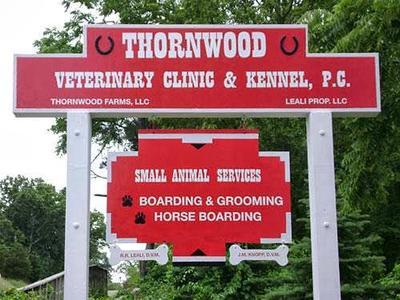 THORNWOOD
VETERINARY CLINIC & KENNEL, P.C.
THORNWOOD FARMS, LLC LEALI PROP. LLC
SMALL ANIMAL SERVICES
BOARDING & GROOMING
HORSE BOARDING
R.R. LEALI, D.V.M. J.M. KNOPF, D.V.M.